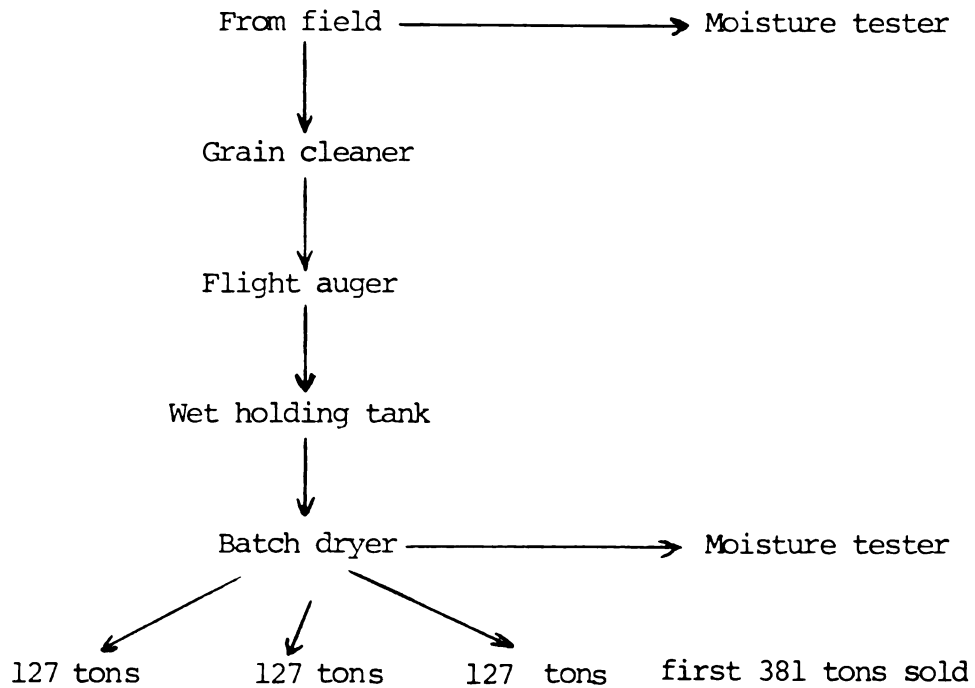 From field Moisture tester
Grain cleaner
Flight auger
Wet holding tank
Batch dryer Moisture tester
127 tons 127 tons 127 tons first 381 tons sold